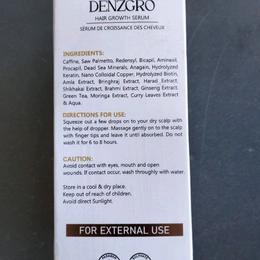 DENZGRO
HAIR GROWTH SERUM
SÉRUM DE CROISSANCE DES CHEVEUX
INGREDIENTS:
Caffine, Saw Palmetto, Redensyl, Bicapil, Aminexil,
Procapil, Dead Sea Minerals, Anagain, Hydrolyzed
Keratin, Nano Colloidal Copper, Hydrolyzed Biotin,
Amla Extract, Bringhraj Extract, Harad Extract,
Shikhakai Extract, Brahmi Extract, Ginseng Extract,
Green Tea, Moringa Extract, Curry Leaves Extract
& Aqua.
DIRECTIONS FOR USE:
Squeeze out a few drops on to your dry scalp with
the help of dropper. Massage gently on to the scalp
with finger tips and leave it until absorbed. Do not
wash it for 6 to 8 hours.
CAUTION:
Avoid contact with eyes, mouth and open
wounds. If contact occur, wash throughly with water.
Store in a cool & dry place.
Keep out of reach of children.
Avoid direct Sunlight.
FOR EXTERNAL USE